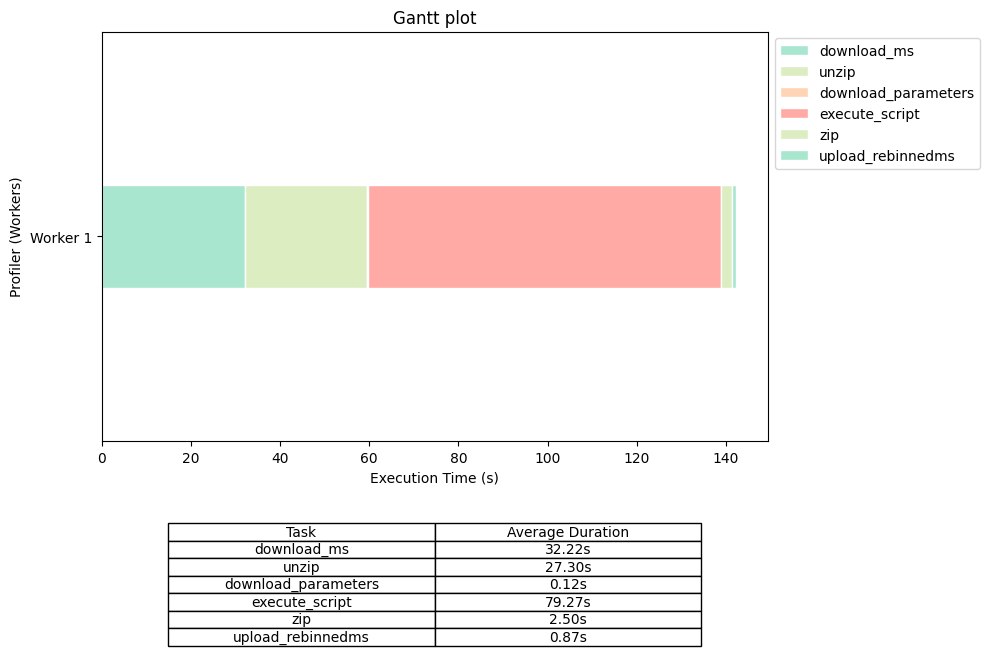 Gantt plot
download_ms
unzip
download_parameters
execute_script
zip
upload_rebinnedms
Profiler (Workers)
Worker 1
0 20 40 60 80 100 120 140
Execution Time (s)
Task Average Duration
download_ms 32.22s
unzip 27.30s
download_parameters 0.12s
execute_script 79.27s
zip 2.50s
upload_rebinnedms 0.87s